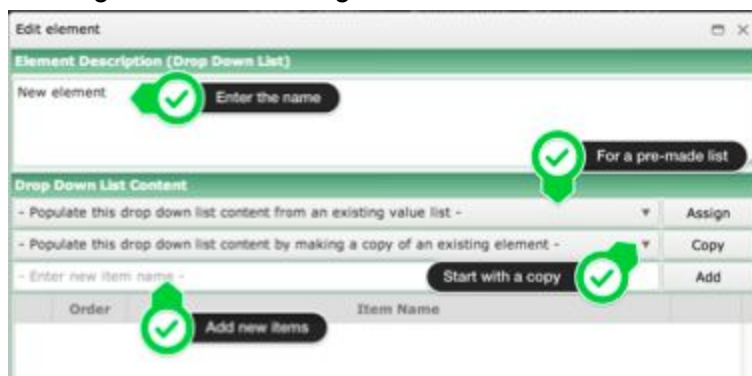 Edit element
Element Description (Drop Down List)
New element
Enter the name
For a pre-made list
Drop Down List Content
- Populate this drop down list content from an existing value list -
Assign
- Populate this drop down list content by making a copy of an existing element -
Copy
- Enter new item name -
Start with a copy
Add
Order
Item Name
Add new items